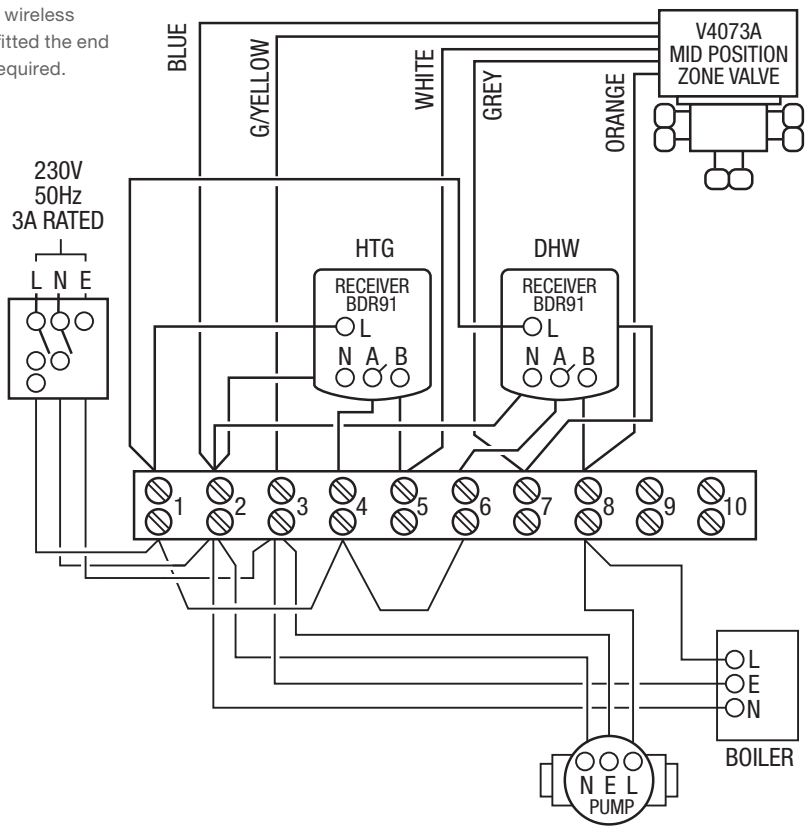 wireless
fitted the end
equired.
BLUE
G/YELLOW
WHITE
GREY
ORANGE
V4073A
MID POSITION
ZONE VALVE
230V
50Hz
3A RATED
L N E
HTG
RECEIVER
BDR91
L
N A B
DHW
RECEIVER
BDR91
L
N A B
1 2 3 4 5 6 7 8 9 10
L
E
N
BOILER
N E L
PUMP